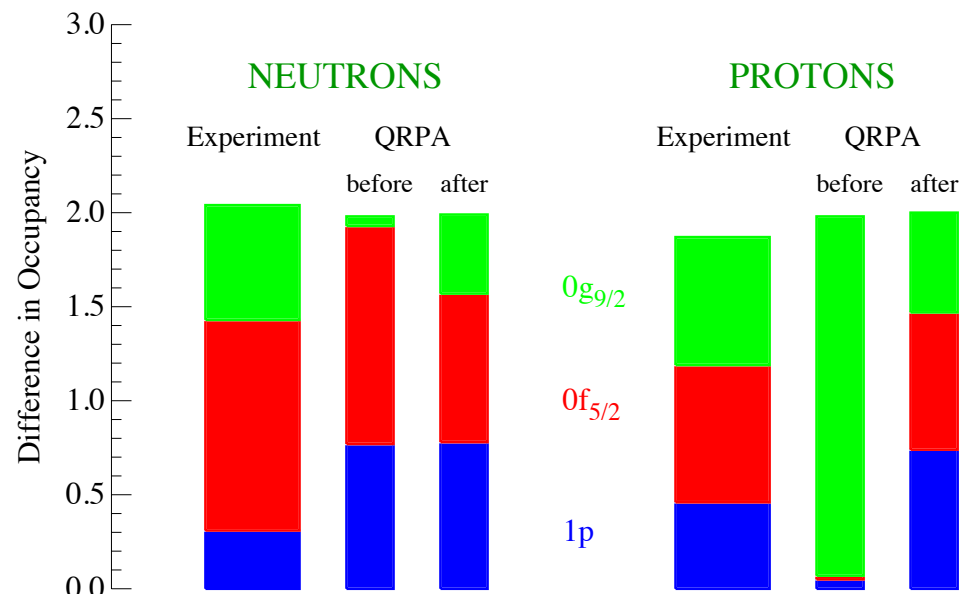 3.0
2.5
2.0
1.5
1.0
0.5
0.0
Difference in Occupancy
NEUTRONS
Experiment QRPA
before after
0g9/2
0f5/2
1p
PROTONS
Experiment QRPA
before after